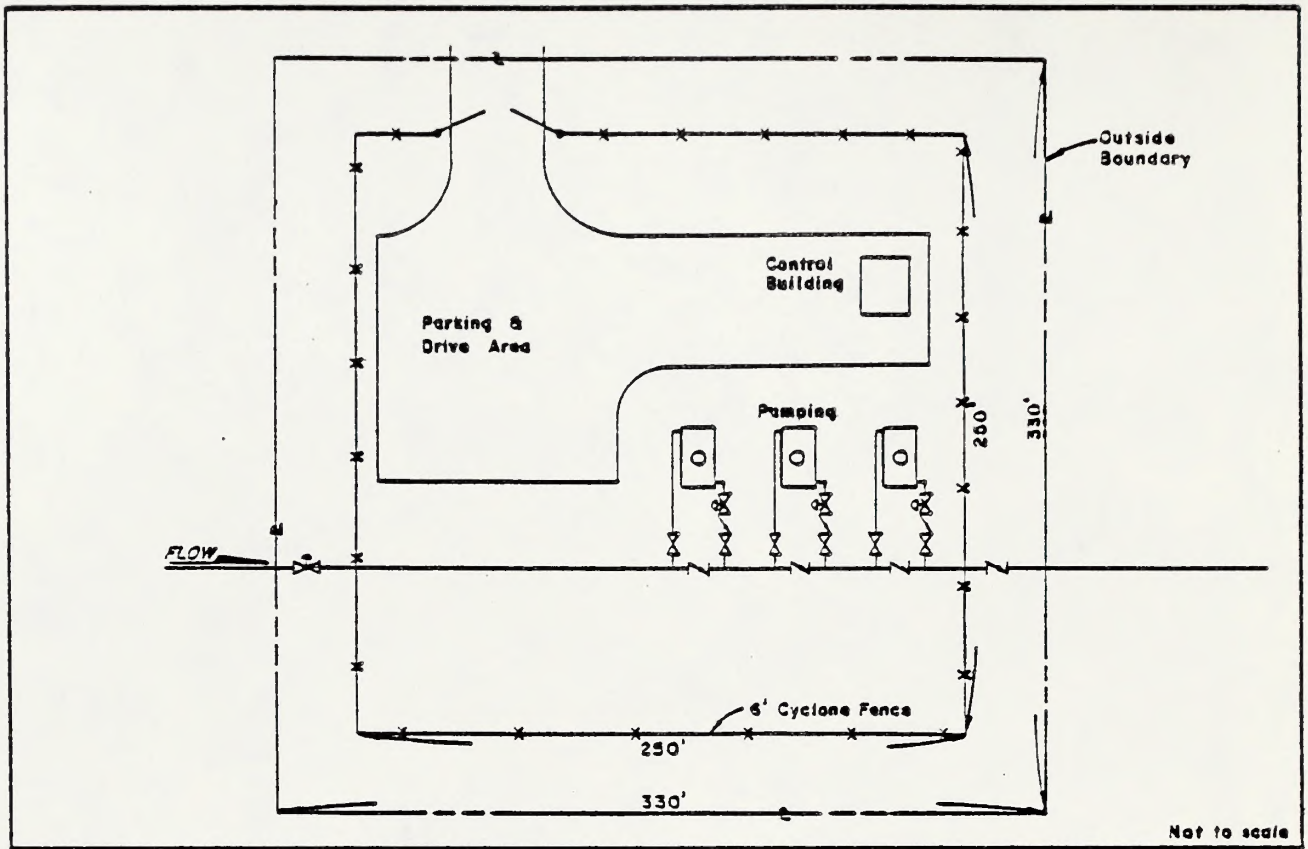 Outside
Boundary
Control
Building
Parking &
Drive Area
Pumping
250'
330'
FLOW
6' Cyclone Fence
250'
330'
Not to scale